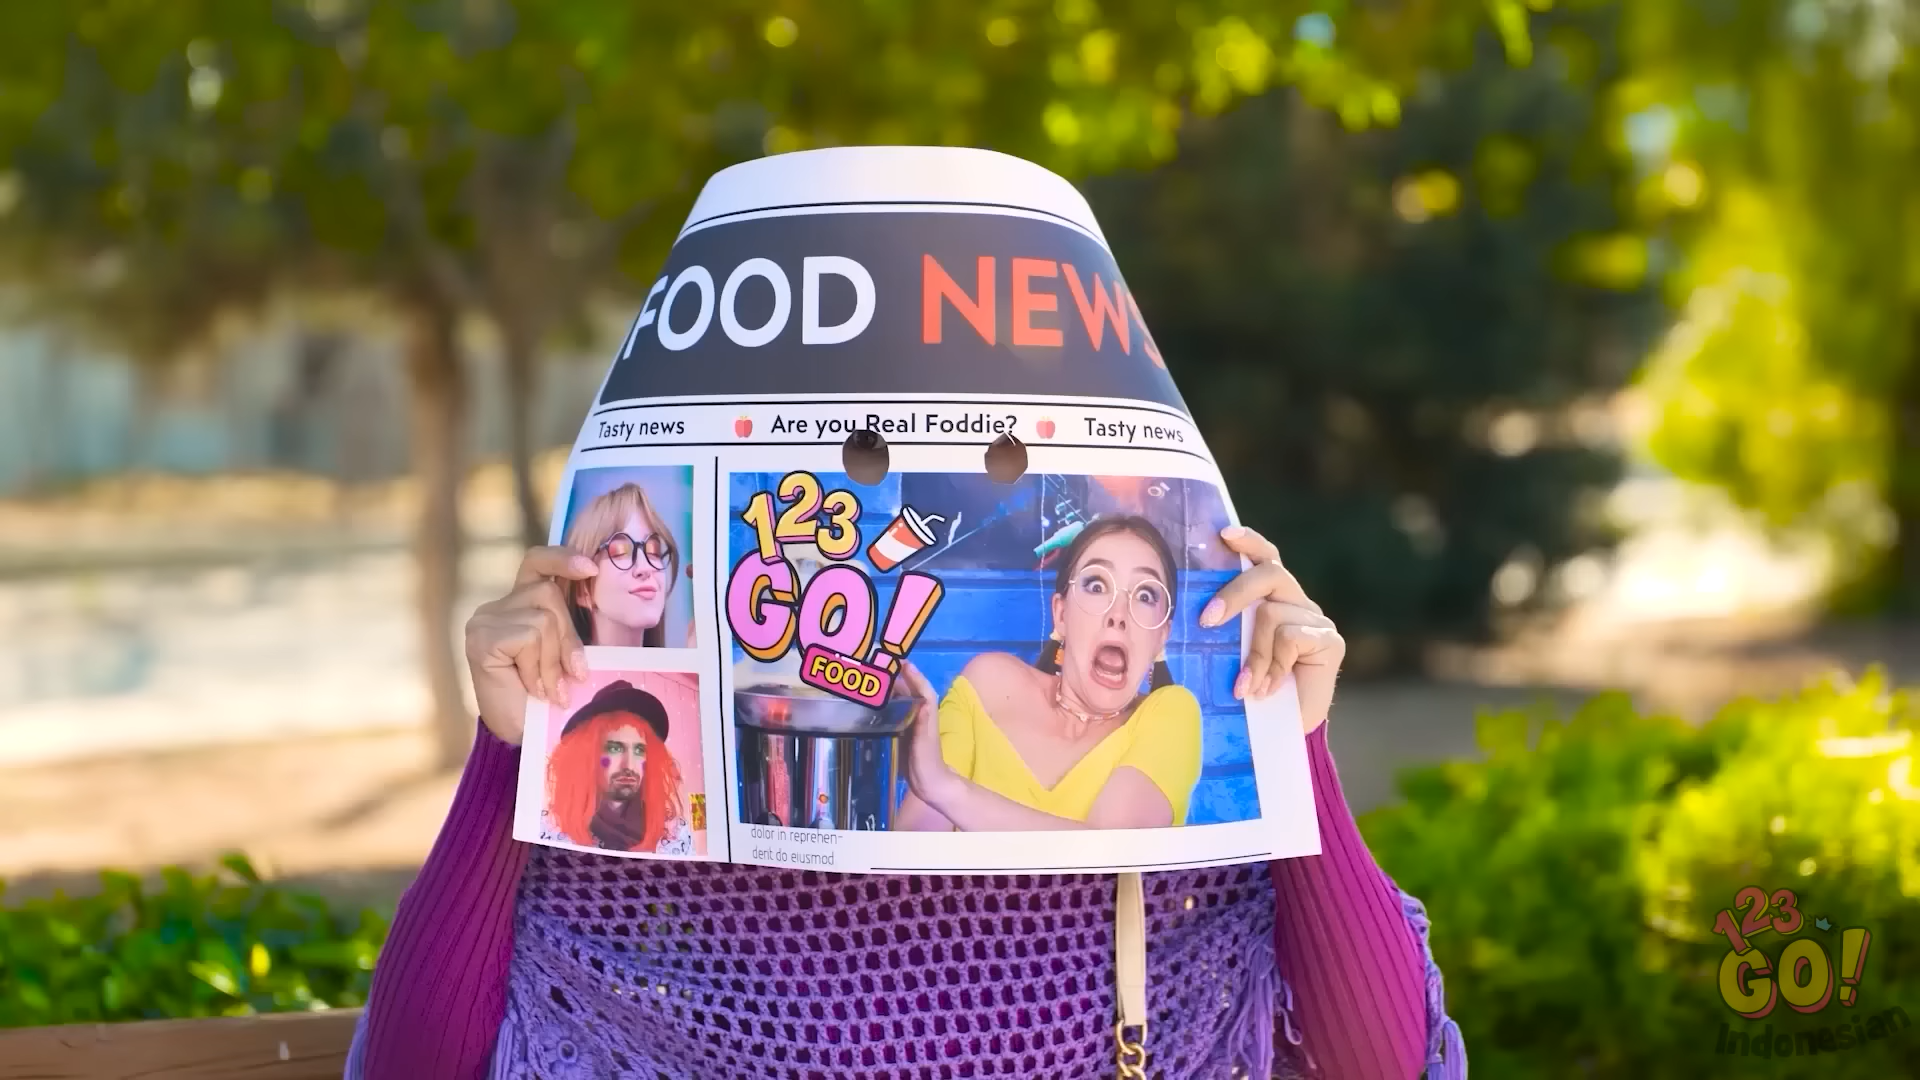 FOOD NEWS
Tasty news
Are you Real Foddie?
Tasty news
123
GO!
FOOD
dolor in reprehen-
dent do eiusmod
123
GO!
Indonesian